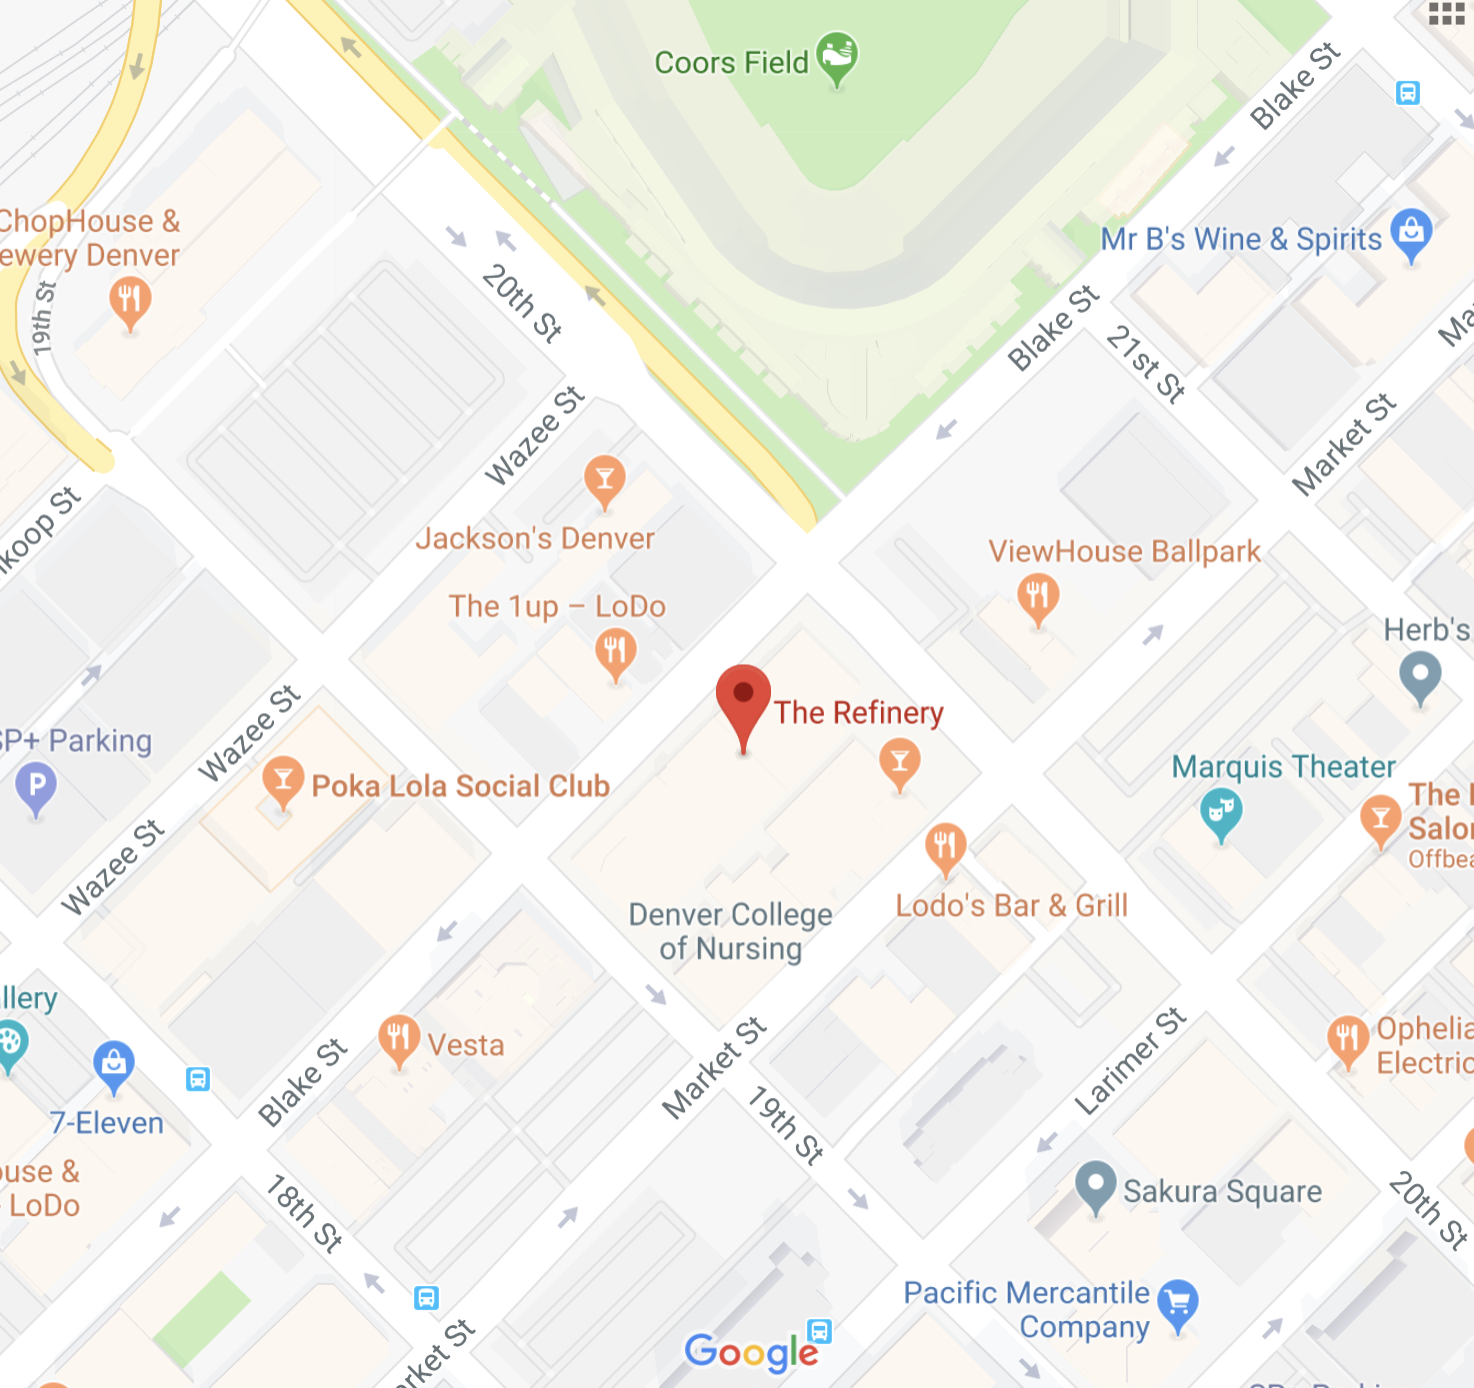 Coors Field
Blake St
ChopHouse &
ewery Denver
Mr B's Wine & Spirits
19th St
20th St
Blake St
21st St
Wazee St
Market St
Jackson's Denver
ViewHouse Ballpark
koop St
The 1up – LoDo
Herb's
The Refinery
Wazee St
SP+ Parking
P
Poka Lola Social Club
Marquis Theater
The
Salo
Offbea
Wazee St
Lodo's Bar & Grill
Denver College
of Nursing
llery
Vesta
Market St
Larimer St
Ophelia
Electric
Blake St
7-Eleven
19th St
ouse &
LoDo
18th St
Sakura Square
20th St
Pacific Mercantile
Company
Google
rket St